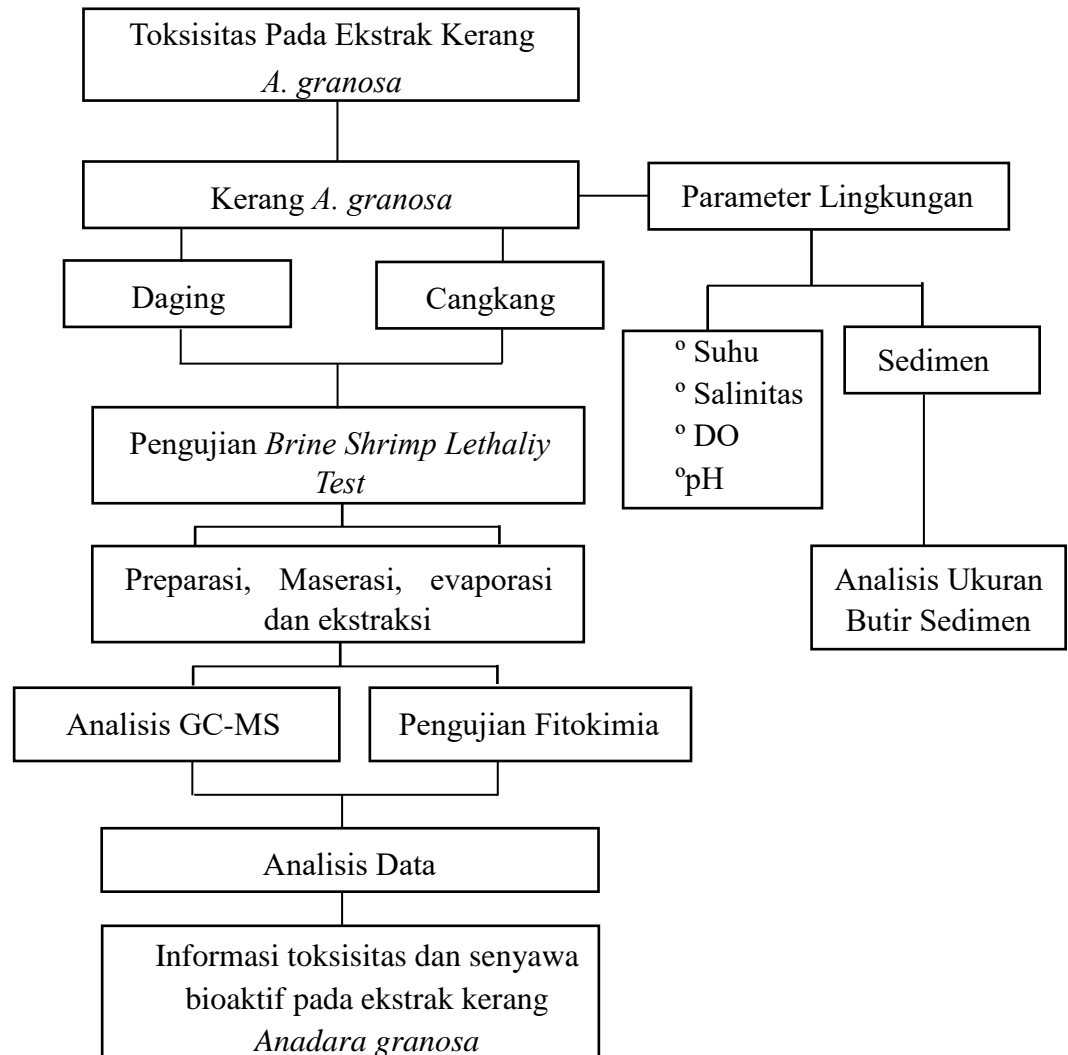 Toksisitas Pada Ekstrak Kerang
A. granosa
Kerang A. granosa
Parameter Lingkungan
Daging
Cangkang
º Suhu
º Salinitas
º DO
ºpH
Sedimen
Pengujian Brine Shrimp Lethaliy
Test
Preparasi, Maserasi, evaporasi
dan ekstraksi
Analisis Ukuran
Butir Sedimen
Analisis GC-MS
Pengujian Fitokimia
Analisis Data
Informasi toksisitas dan senyawa
bioaktif pada ekstrak kerang
Anadara granosa